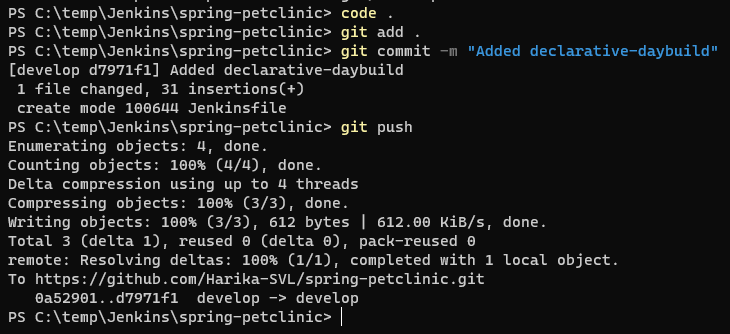 PS C:\temp\Jenkins\spring-petclinic> code .
PS C:\temp\Jenkins\spring-petclinic> git add .
PS C:\temp\Jenkins\spring-petclinic> git commit -m "Added declarative-daybuild"
[develop d7971f1] Added declarative-daybuild
 1 file changed, 31 insertions(+)
 create mode 100644 Jenkinsfile
PS C:\temp\Jenkins\spring-petclinic> git push
Enumerating objects: 4, done.
Counting objects: 100% (4/4), done.
Delta compression using up to 4 threads
Compressing objects: 100% (3/3), done.
Writing objects: 100% (3/3), 612 bytes | 612.00 KiB/s, done.
Total 3 (delta 1), reused 0 (delta 0), pack-reused 0
remote: Resolving deltas: 100% (1/1), completed with 1 local object.
To https://github.com/Harika-SVL/spring-petclinic.git
   0a52901..d7971f1  develop -> develop
PS C:\temp\Jenkins\spring-petclinic>